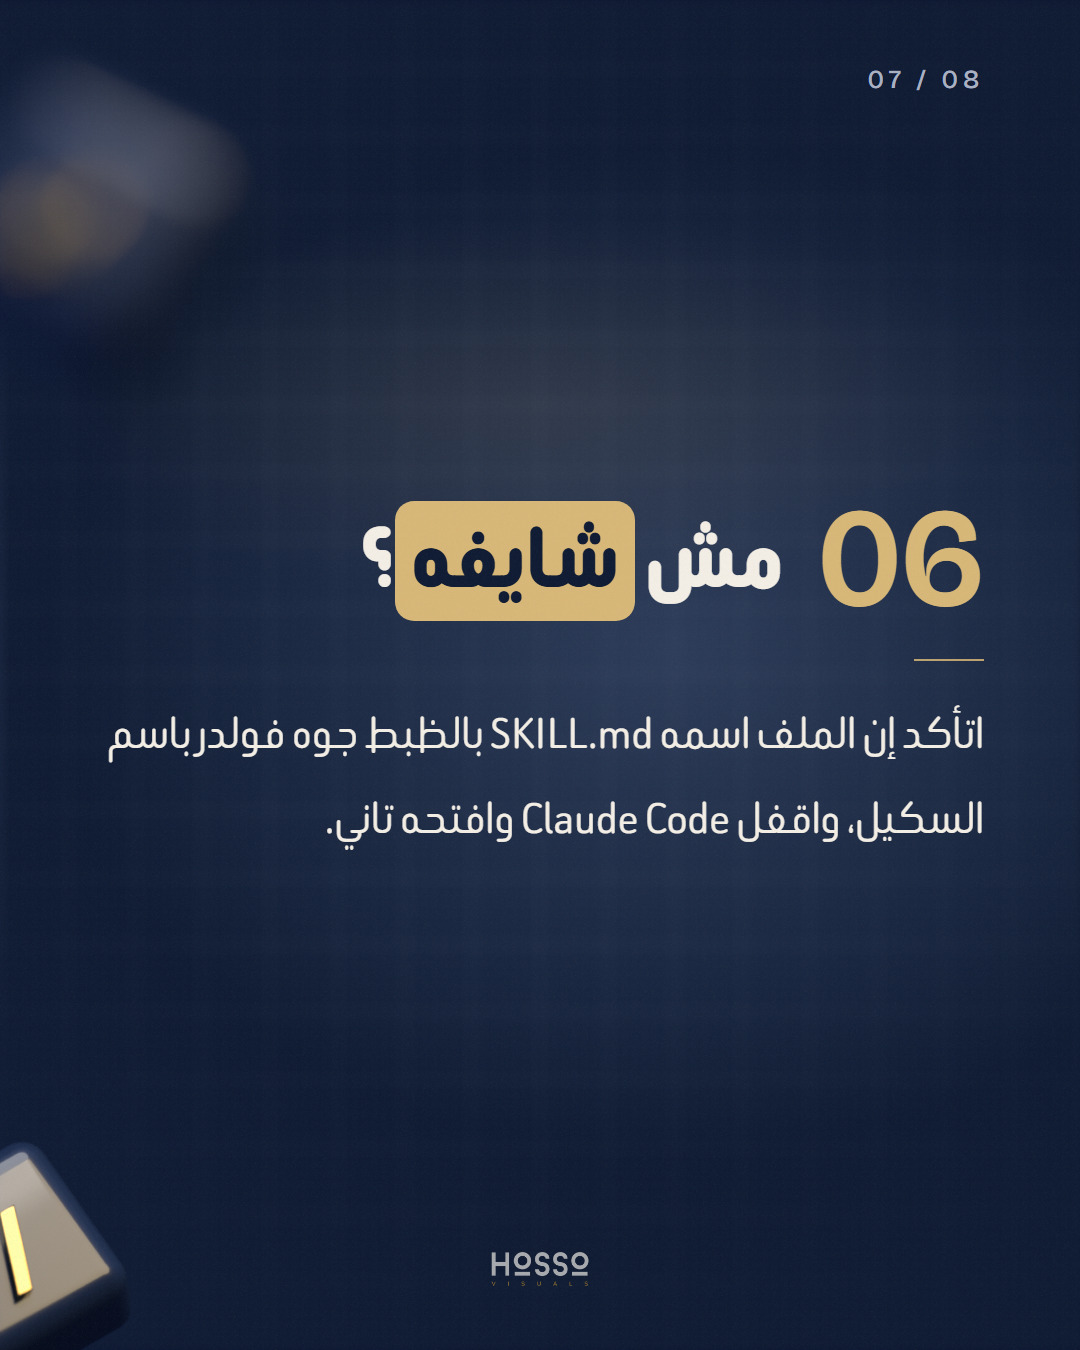 07 / 08
06 مش شايفه؟
اتأكد إن الملف اسمه SKILL.md بالظبط جوه فولدر باسم
السكيل، واقفل Claude Code وافتحه تاني.
/
HOSSO
VISUALS